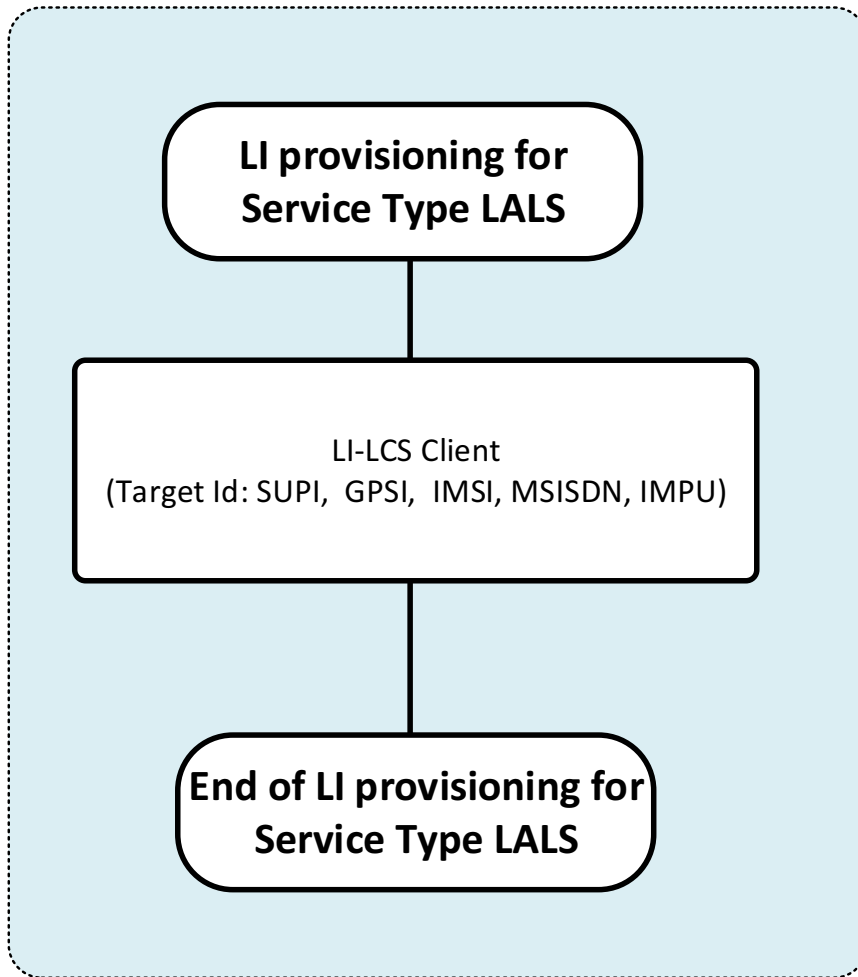 LI provisioning for
Service Type LALS
LI-LCS Client
(Target Id: SUPI, GPSI, IMSI, MSISDN, IMPU)
End of LI provisioning for
Service Type LALS